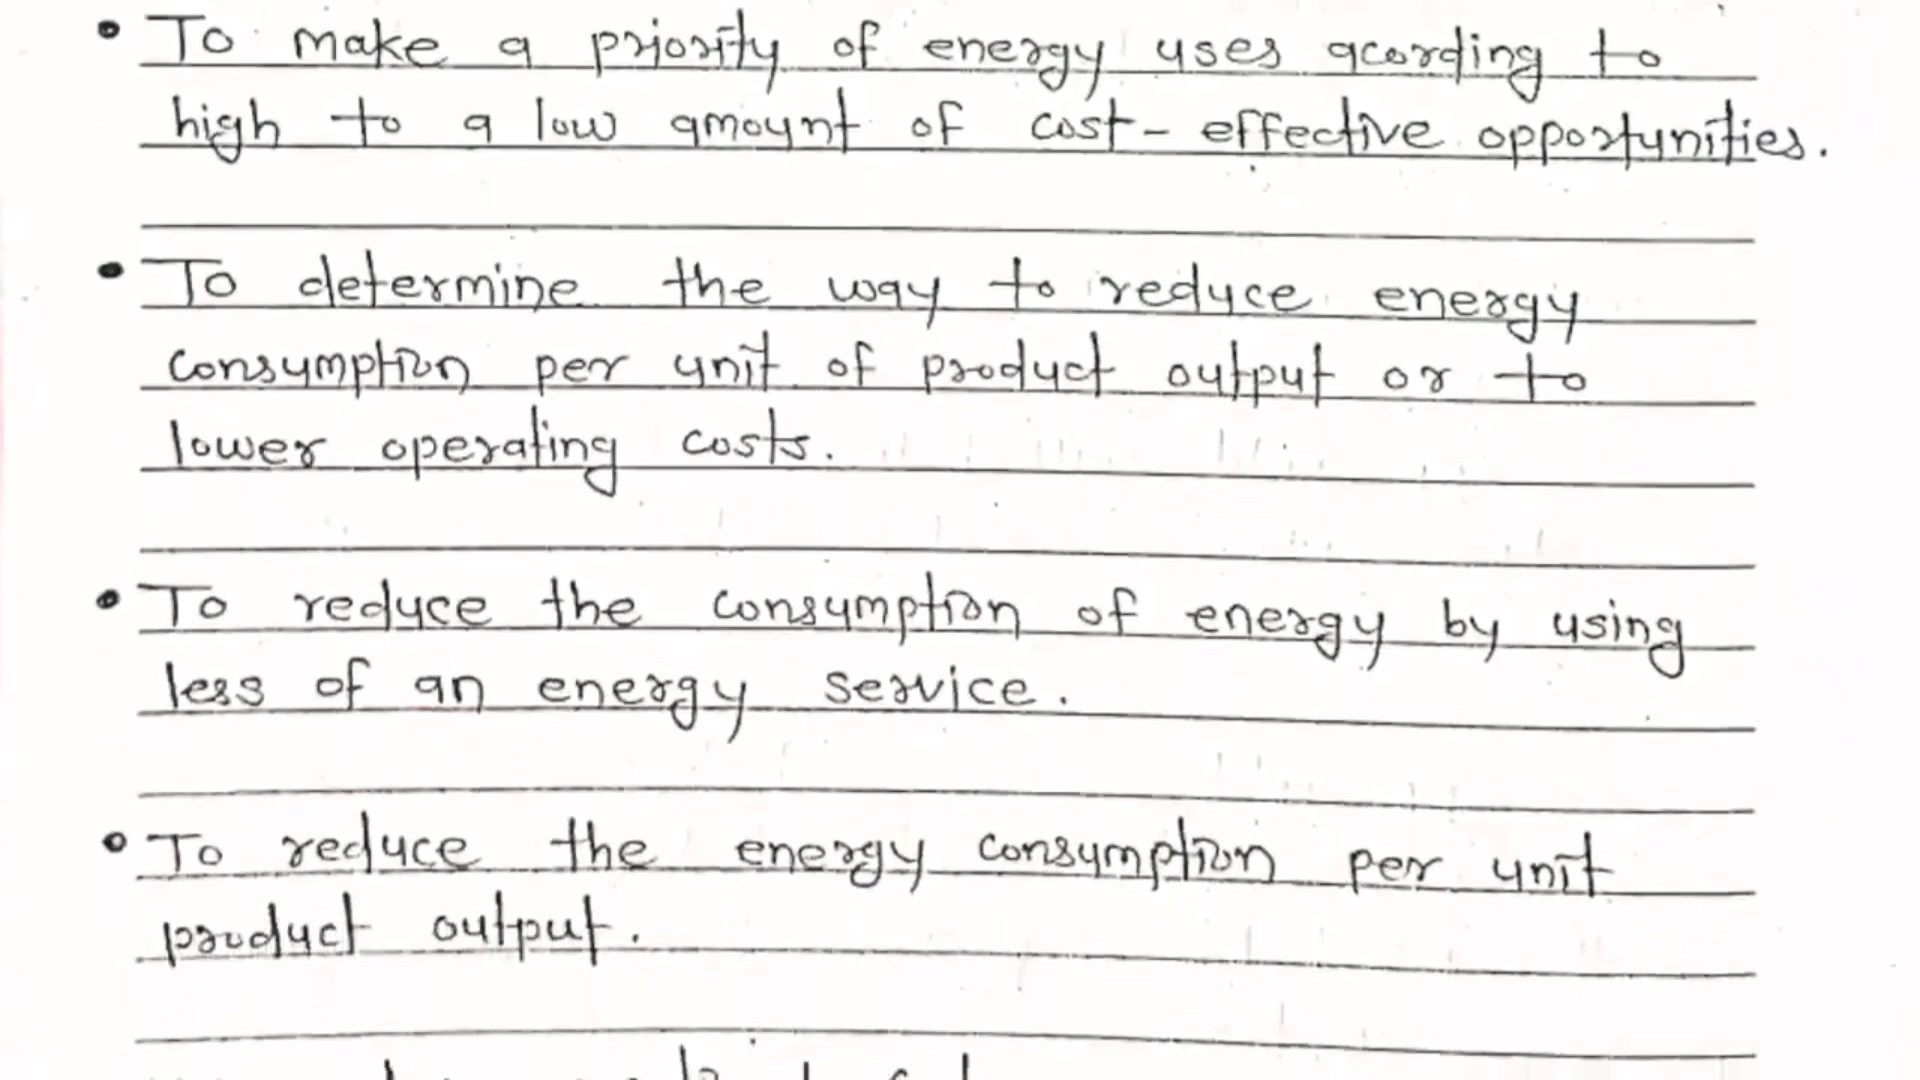 • To make a priority of energy uses acording to
high to a low amount of cost-effective opportunities.
• To determine the way to reduce energy
consumption per unit of product output or to
lower operating costs.
• To reduce the consumption of energy by using
less of an energy service.
• To reduce the energy consumption per unit
product output.